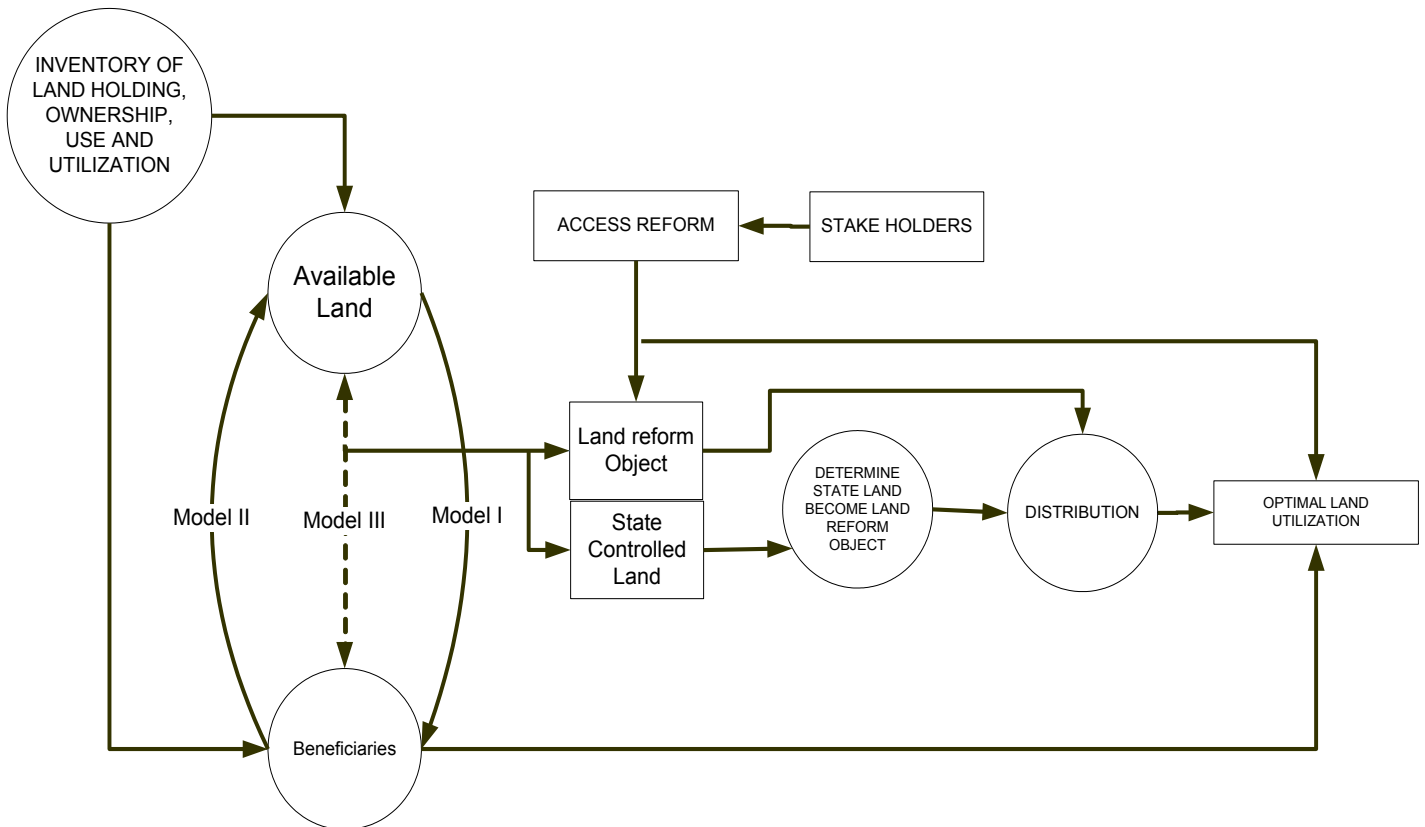 INVENTORY OF
LAND HOLDING,
OWNERSHIP,
USE AND
UTILIZATION
ACCESS REFORM
STAKE HOLDERS
Available
Land
Land reform
Object
State
Controlled
Land
DETERMINE
STATE LAND
BECOME LAND
REFORM
OBJECT
DISTRIBUTION
OPTIMAL LAND
UTILIZATION
Model II
Model III
Model I
Beneficiaries